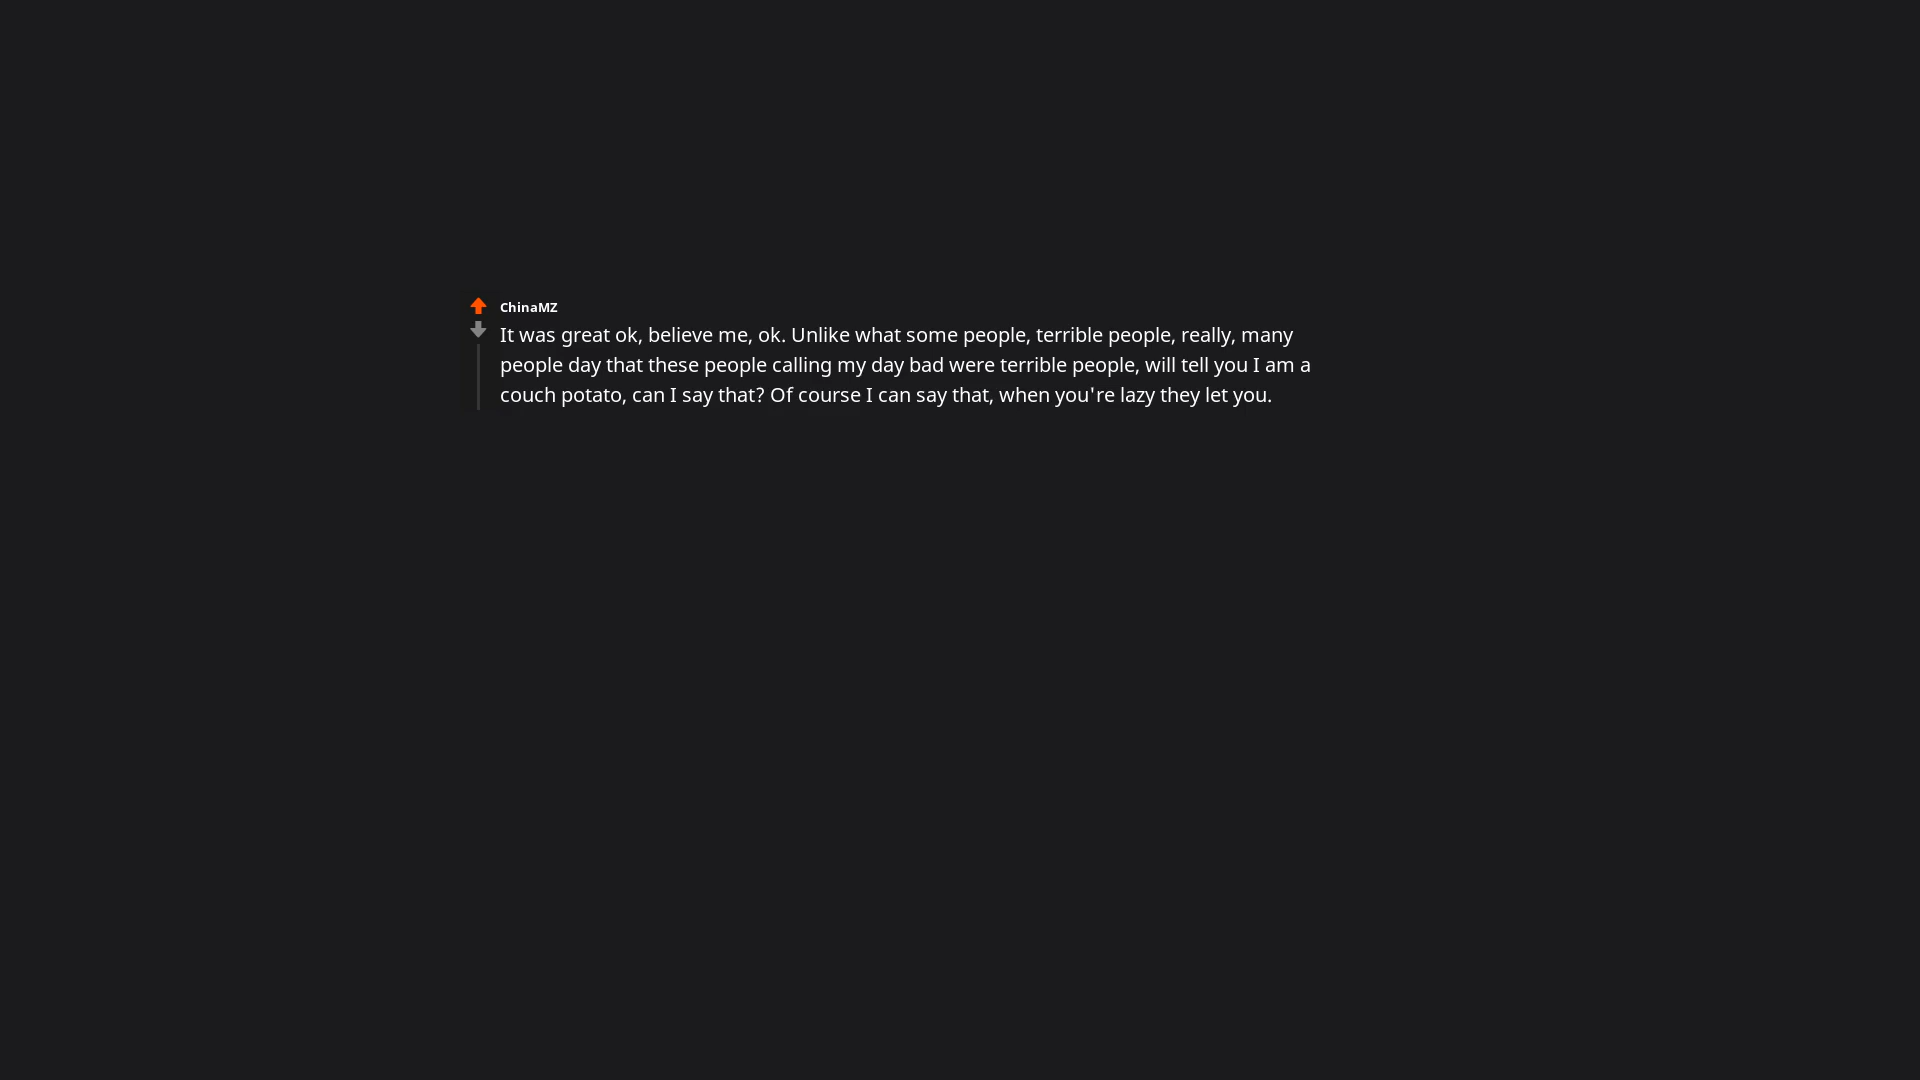 ChinaMZ
It was great ok, believe me, ok. Unlike what some people, terrible people, really, many
people day that these people calling my day bad were terrible people, will tell you I am a
couch potato, can I say that? Of course I can say that, when you're lazy they let you.